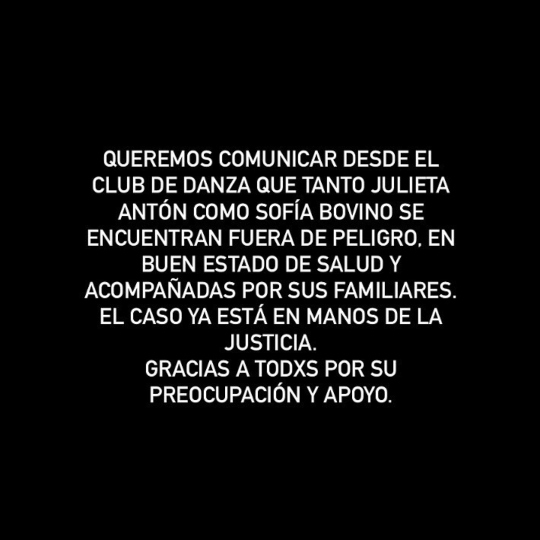 QUEREMOS COMUNICAR DESDE EL
CLUB DE DANZA QUE TANTO JULIETA
ANTÓN COMO SOFÍA BOVINO SE
ENCUENTRAN FUERA DE PELIGRO, EN
BUEN ESTADO DE SALUD Y
ACOMPAÑADAS POR SUS FAMILIARES.
EL CASO YA ESTÁ EN MANOS DE LA
JUSTICIA.
GRACIAS A TODXS POR SU
PREOCUPACIÓN Y APOYO.